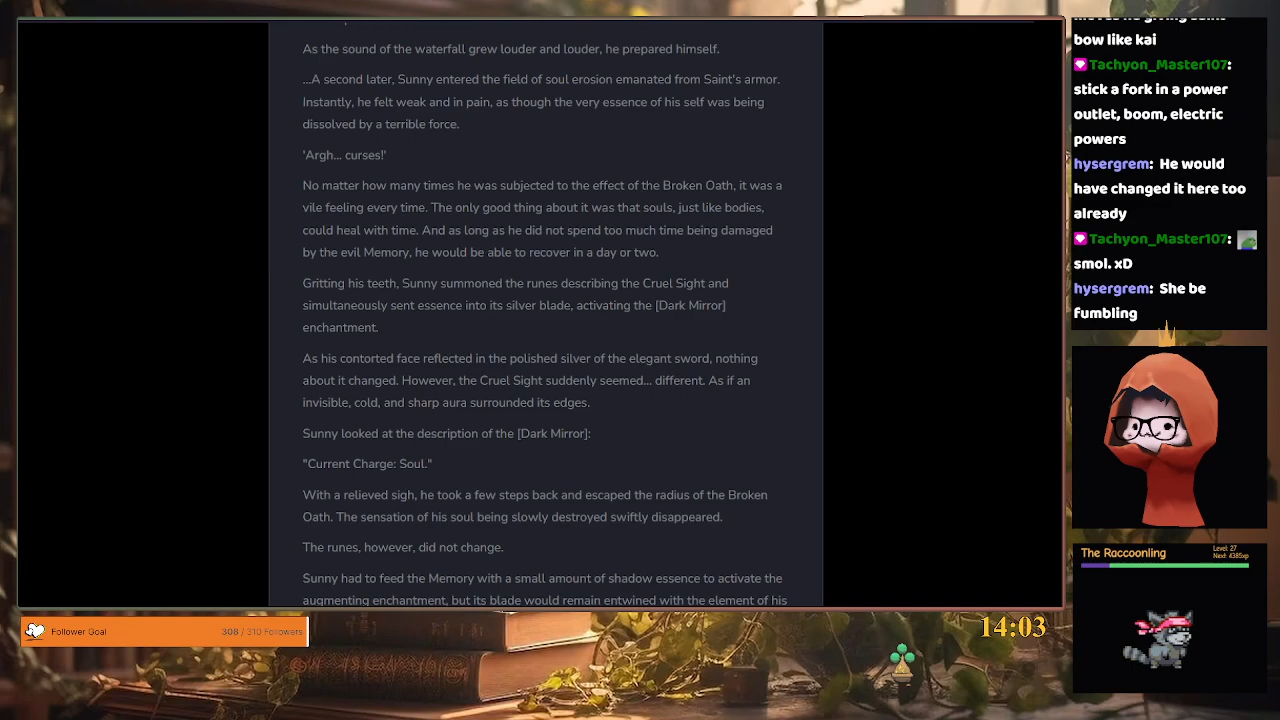 As the sound of the waterfall grew louder and louder, he prepared himself.
...A second later, Sunny entered the field of soul erosion emanated from Saint's armor.
Instantly, he felt weak and in pain, as though the very essence of his self was being
dissolved by a terrible force.
'Argh... curses!'
No matter how many times he was subjected to the effect of the Broken Oath, it was a
vile feeling every time. The only good thing about it was that souls, just like bodies,
could heal with time. And as long as he did not spend too much time being damaged
by the evil Memory, he would be able to recover in a day or two.
Gritting his teeth, Sunny summoned the runes describing the Cruel Sight and
simultaneously sent essence into its silver blade, activating the [Dark Mirror]
enchantment.
As his contorted face reflected in the polished silver of the elegant sword, nothing
about it changed. However, the Cruel Sight suddenly seemed... different. As if an
invisible, cold, and sharp aura surrounded its edges.
Sunny looked at the description of the [Dark Mirror]:
"Current Charge: Soul."
With a relieved sigh, he took a few steps back and escaped the radius of the Broken
Oath. The sensation of his soul being slowly destroyed swiftly disappeared.
The runes, however, did not change.
Sunny had to feed the Memory with a small amount of shadow essence to activate the
augmenting enchantment, but its blade would remain entwined with the element of his
bow like kai
Tachyon_Master107:
stick a fork in a power
outlet, boom, electric
powers
hysergrem: He would
have changed it here too
already
Tachyon_Master107:
smol. xD
hysergrem: She be
fumbling
The Raccoonling
Level: 27
Next: 4385xp
Follower Goal
308 / 310 Followers
14:03